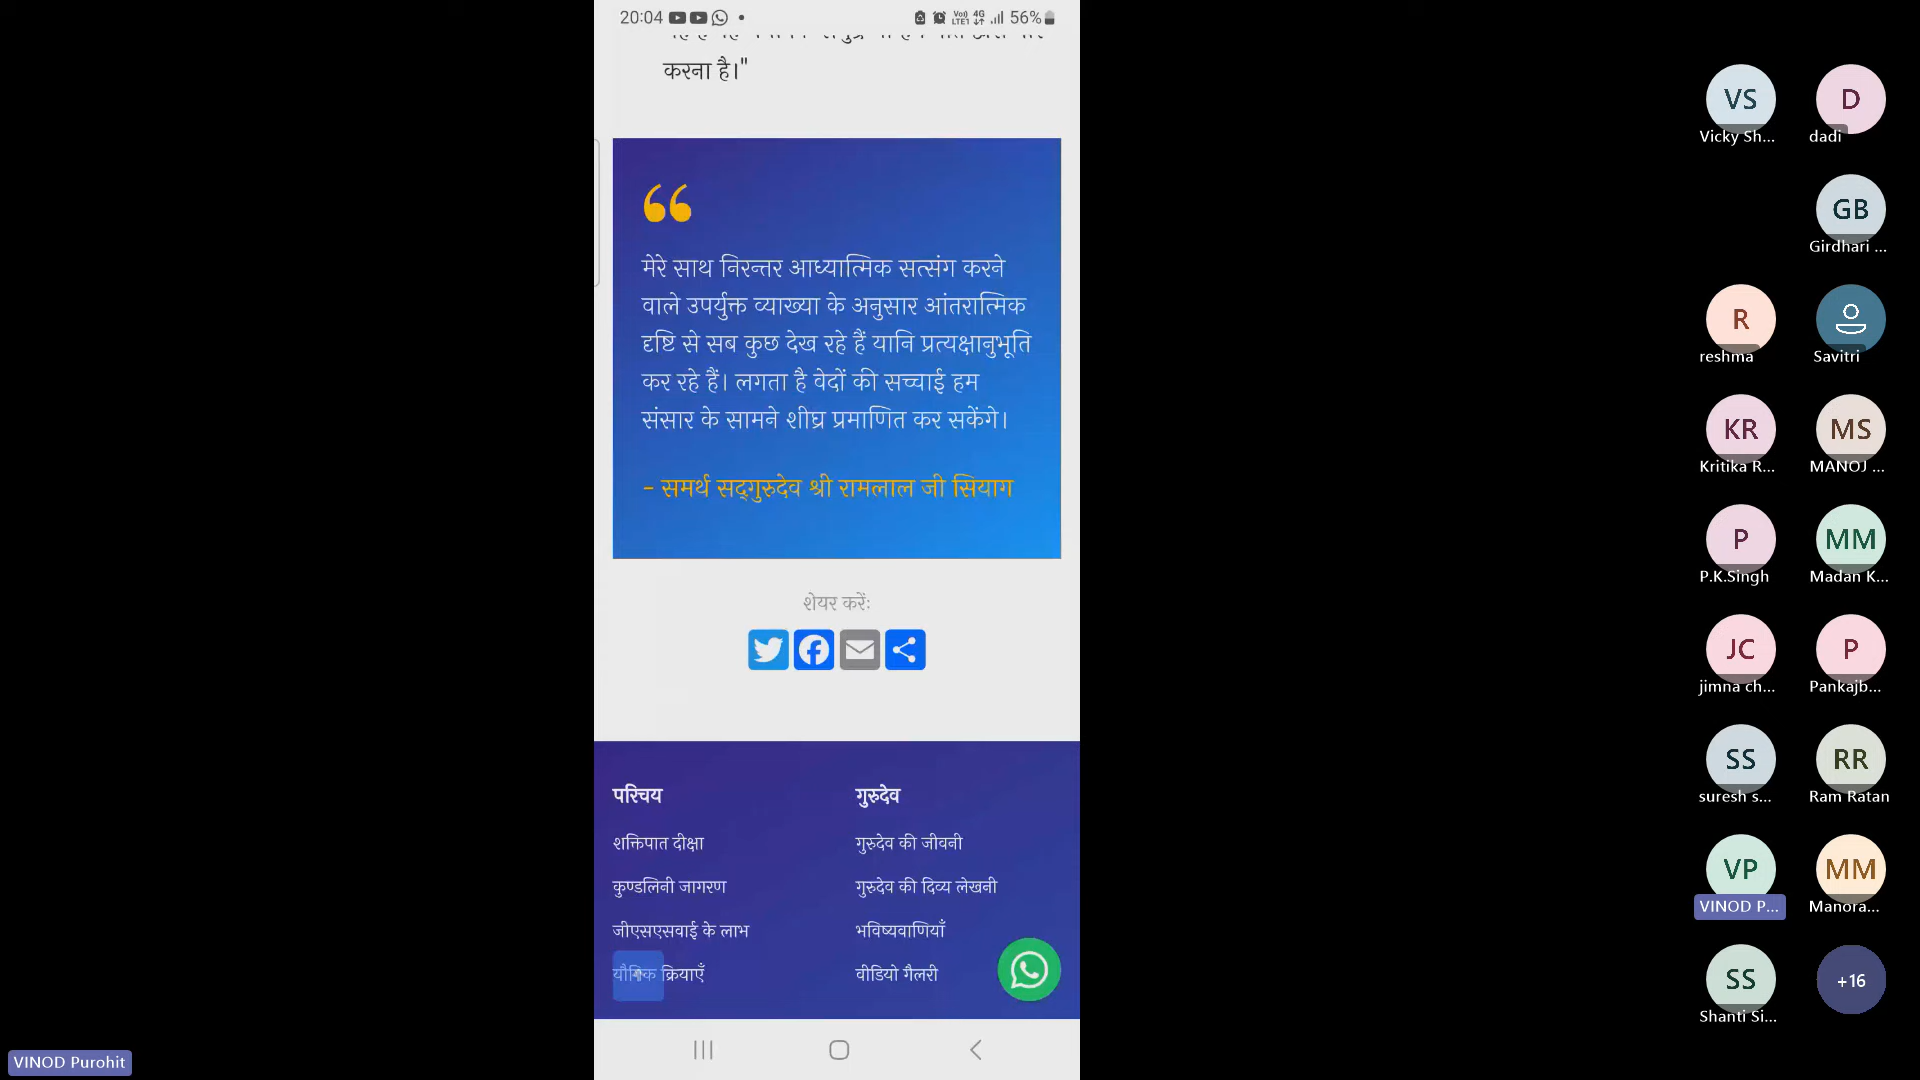 20:04
56%
करना है।"
मेरे साथ निरन्तर आध्यात्मिक सत्संग करने
वाले उपर्युक्त व्याख्या के अनुसार आंतरात्मिक
दृष्टि से सब कुछ देख रहे हैं यानि प्रत्यक्षानुभूति
कर रहे हैं। लगता है वेदों की सच्चाई हम
संसार के सामने शीघ्र प्रमाणित कर सकेंगे।
- समर्थ सद्गुरुदेव श्री रामलाल जी सियाग
शेयर करें:
परिचय
शक्तिपात दीक्षा
कुण्डलिनी जागरण
जीएसएसवाई के लाभ
यौगिक क्रियाएँ
गुरुदेव
गुरुदेव की जीवनी
गुरुदेव की दिव्य लेखनी
भविष्यवाणियाँ
वीडियो गैलरी
VS
Vicky Sh...
D
dadi
GB
Girdhari ...
R
reshma
Savitri
KR
Kritika R...
MS
MANOJ ...
P
P.K.Singh
MM
Madan K...
JC
jimna ch...
P
Pankajb...
SS
suresh s...
RR
Ram Ratan
VP
VINOD P...
MM
Manora...
SS
Shanti Si...
+16
VINOD Purohit